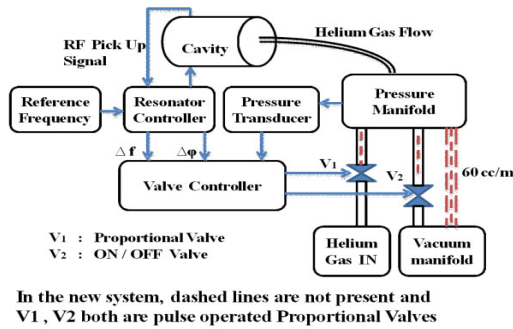 Helium Gas Flow
RF Pick Up
Signal
Cavity
Reference
Frequency
Resonator
Controller
Pressure
Transducer
Pressure
Manifold
Δ f
Δφ
V1
V2
60 cc/m
Valve Controller
V1 : Proportional Valve
V2 : ON / OFF Valve
Helium
Gas IN
Vacuum
manifold
In the new system, dashed lines are not present and
V1 , V2 both are pulse operated Proportional Valves